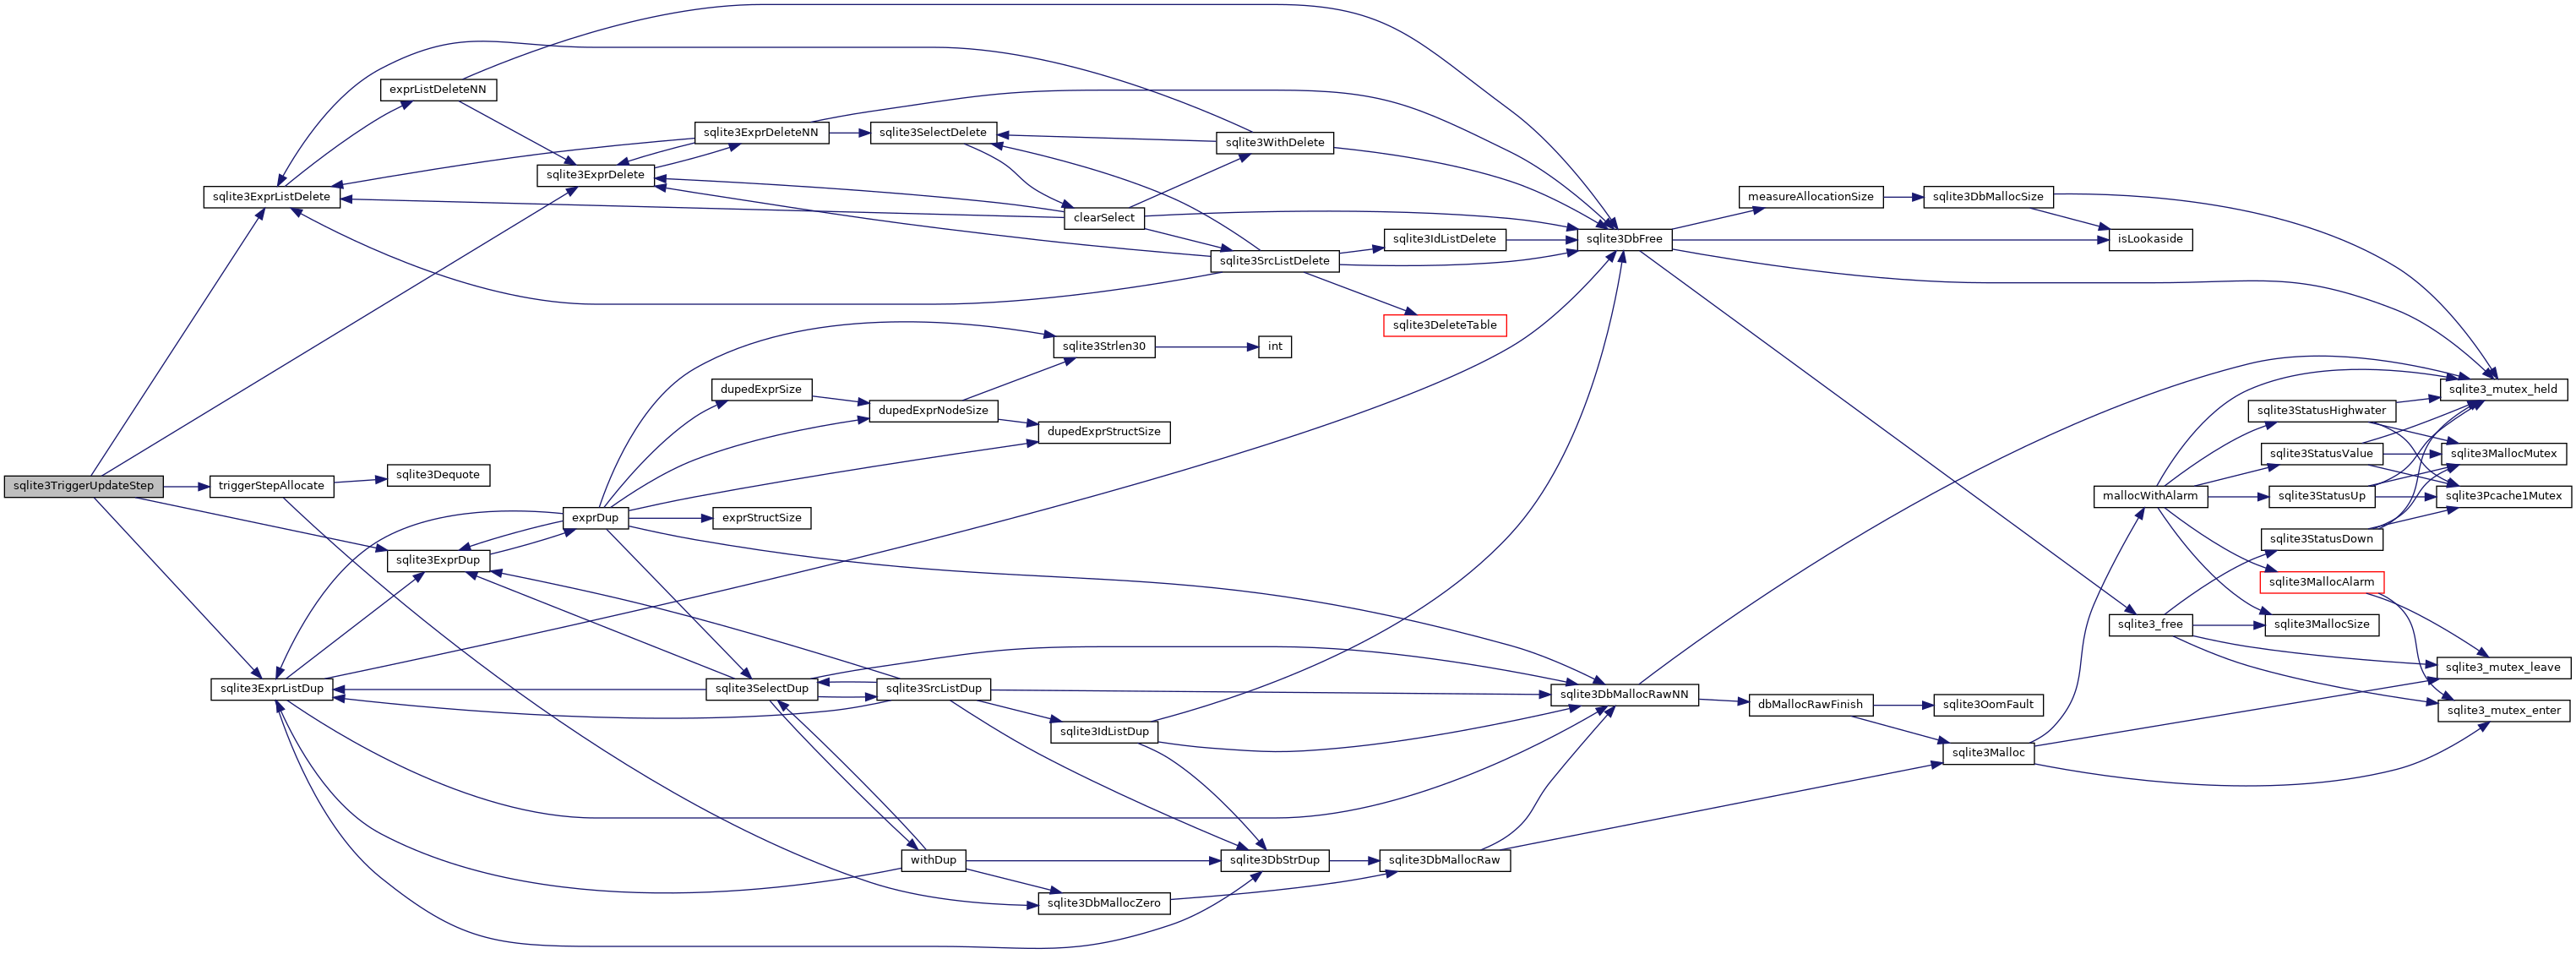 sqlite3TriggerUpdateStep
sqlite3ExprListDelete
exprListDeleteNN
sqlite3ExprDelete
sqlite3ExprDeleteNN
sqlite3SelectDelete
clearSelect
sqlite3WithDelete
sqlite3SrcListDelete
sqlite3IdListDelete
sqlite3DeleteTable
sqlite3DbFree
measureAllocationSize
sqlite3DbMallocSize
isLookaside
sqlite3_mutex_held
triggerStepAllocate
sqlite3Dequote
sqlite3ExprDup
sqlite3ExprListDup
exprDup
dupedExprSize
dupedExprNodeSize
dupedExprStructSize
sqlite3Strlen30
int
exprStructSize
sqlite3SelectDup
sqlite3SrcListDup
sqlite3IdListDup
withDup
sqlite3DbMallocZero
sqlite3DbStrDup
sqlite3DbMallocRaw
sqlite3DbMallocRawNN
dbMallocRawFinish
sqlite3OomFault
sqlite3Malloc
mallocWithAlarm
sqlite3_free
sqlite3StatusHighwater
sqlite3StatusValue
sqlite3StatusUp
sqlite3StatusDown
sqlite3MallocAlarm
sqlite3MallocSize
sqlite3MallocMutex
sqlite3Pcache1Mutex
sqlite3_mutex_leave
sqlite3_mutex_enter